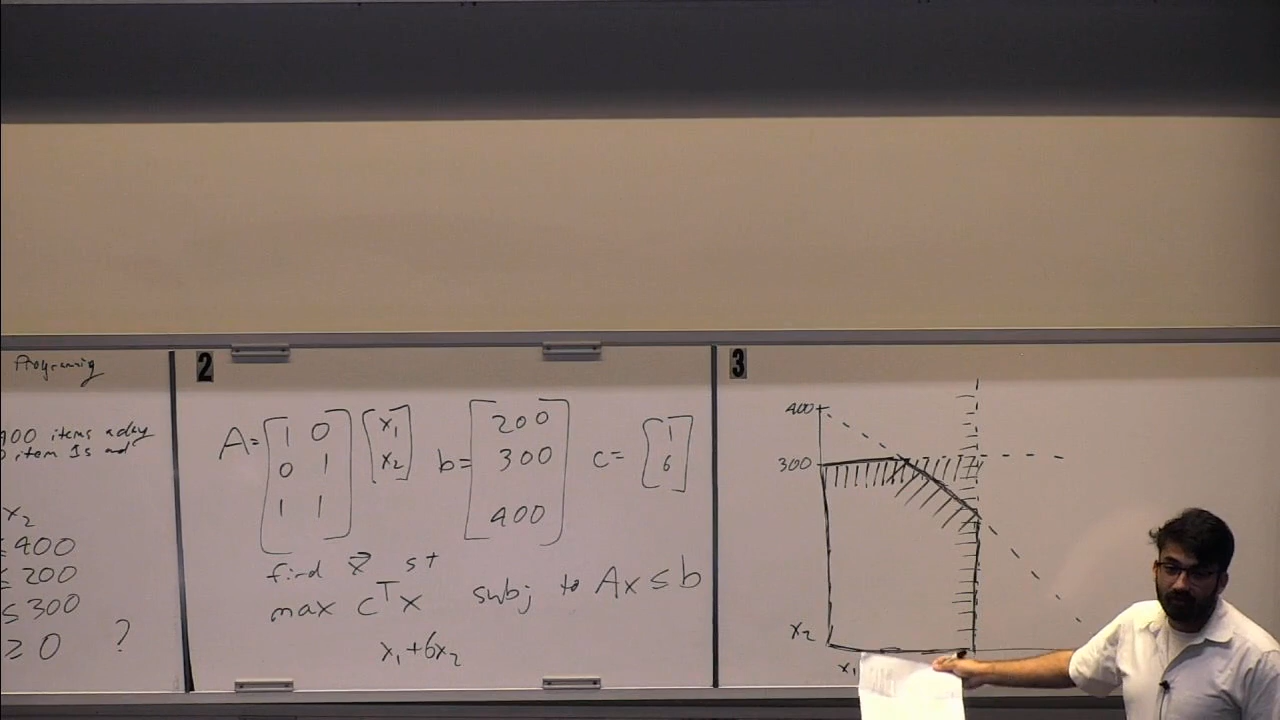 Programing
400 items a day
item 1s and
x₂
≤ 400
≤ 200
≤ 300
≥ 0 ?
2
A = [1 0; 0 1; 1 1] [x₁; x₂] b = [200; 300; 400] c = [1; 6]
find x⃗ st
max cᵀx subj to Ax ≤ b
x₁+6x₂
3
400
300
x₂
x₁